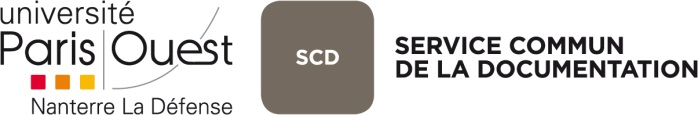 université
Paris Ouest
Nanterre La Défense
SCD
SERVICE COMMUN
DE LA DOCUMENTATION